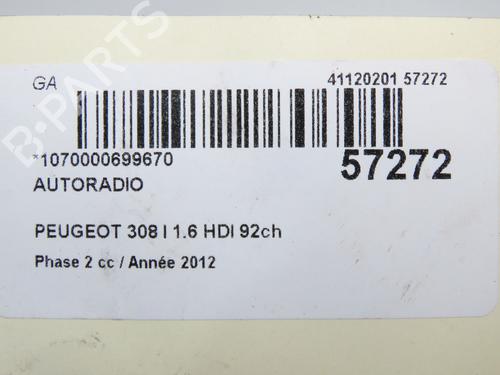 GA 41120201 57272
*1070000699670 57272
AUTORADIO
PEUGEOT 308 I 1.6 HDI 92ch
Phase 2 cc / Année 2012
B-PARTS